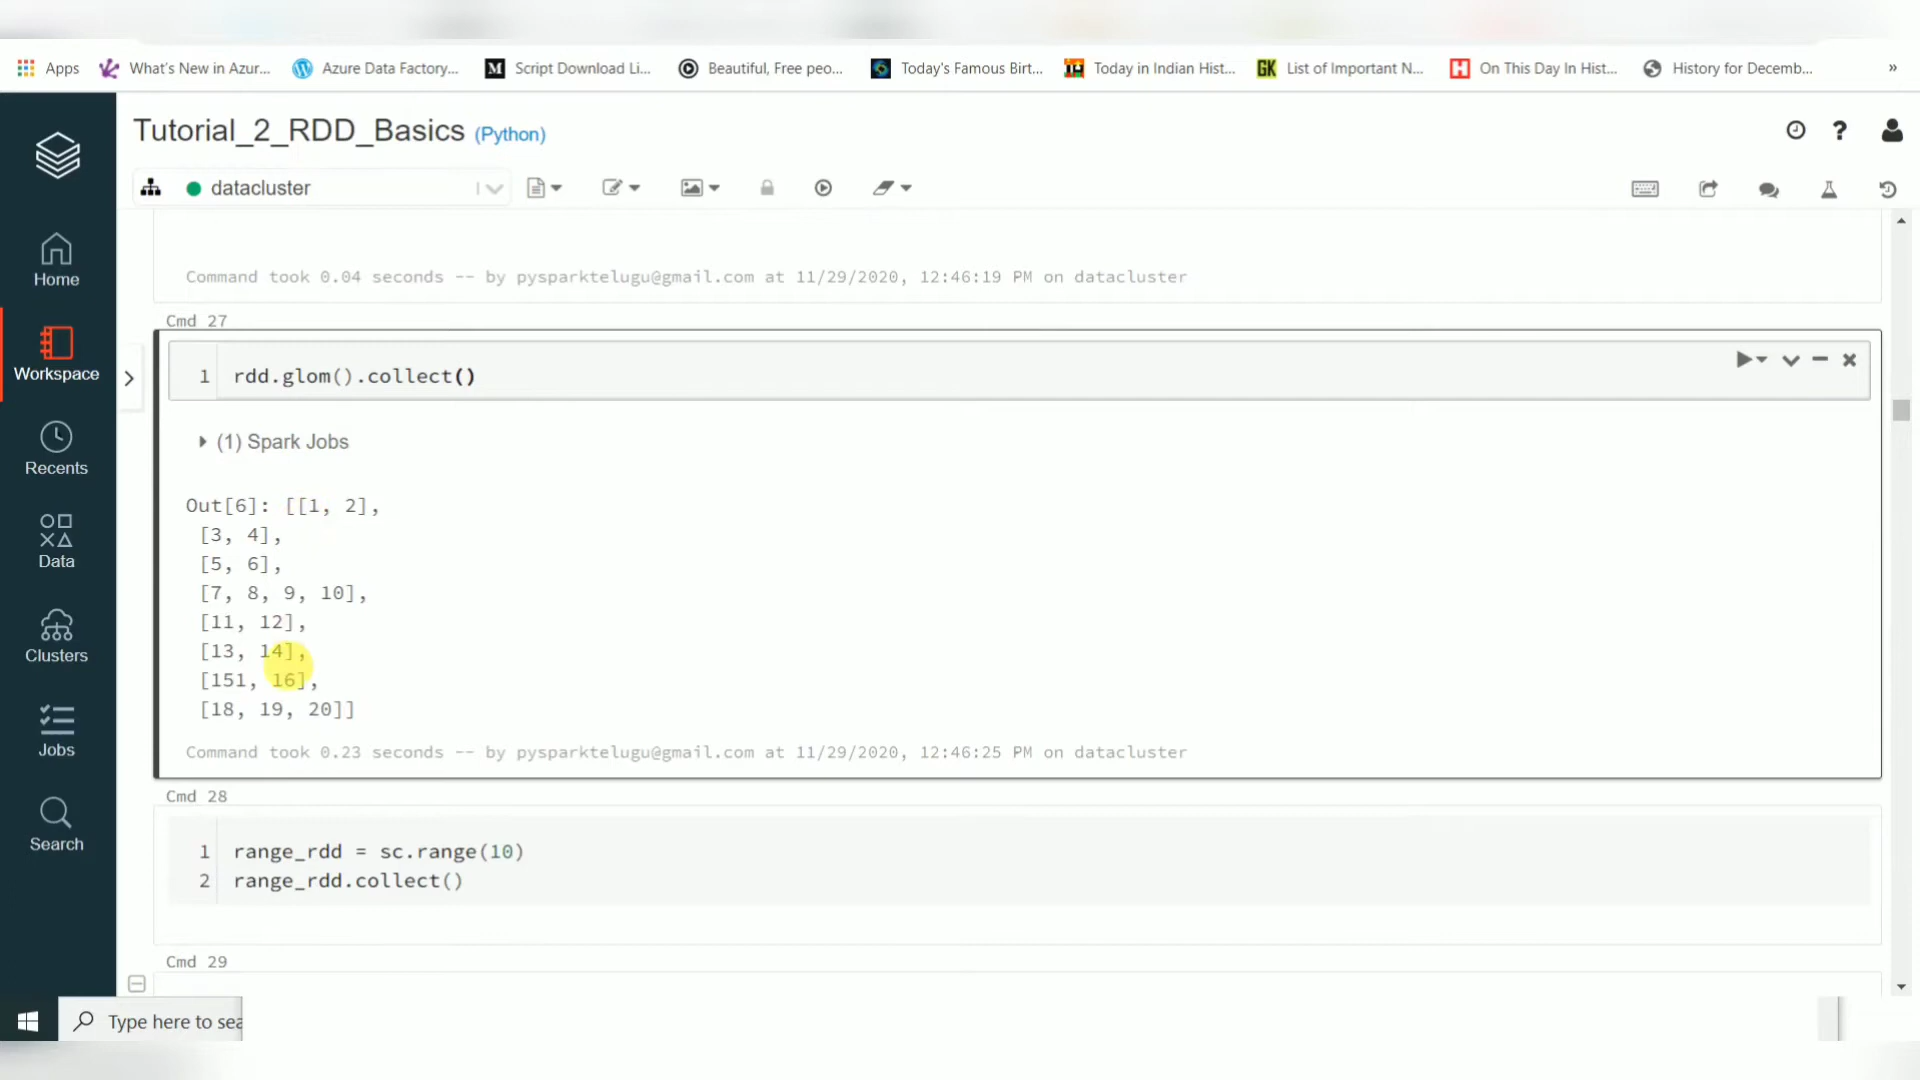 Apps What's New in Azur... Azure Data Factory... Script Download Li... Beautiful, Free peo... Today's Famous Birt... Today in Indian Hist... List of Important N... On This Day In Hist... History for Decemb... »
Tutorial_2_RDD_Basics (Python)
datacluster
Home
Workspace
Recents
Data
Clusters
Jobs
Search
Command took 0.04 seconds -- by pysparktelugu@gmail.com at 11/29/2020, 12:46:19 PM on datacluster
Cmd 27
1 rdd.glom().collect()
(1) Spark Jobs
Out[6]: [[1, 2],
[3, 4],
[5, 6],
[7, 8, 9, 10],
[11, 12],
[13, 14],
[151, 16],
[18, 19, 20]]
Command took 0.23 seconds -- by pysparktelugu@gmail.com at 11/29/2020, 12:46:25 PM on datacluster
Cmd 28
1 range_rdd = sc.range(10)
2 range_rdd.collect()
Cmd 29
Type here to sea